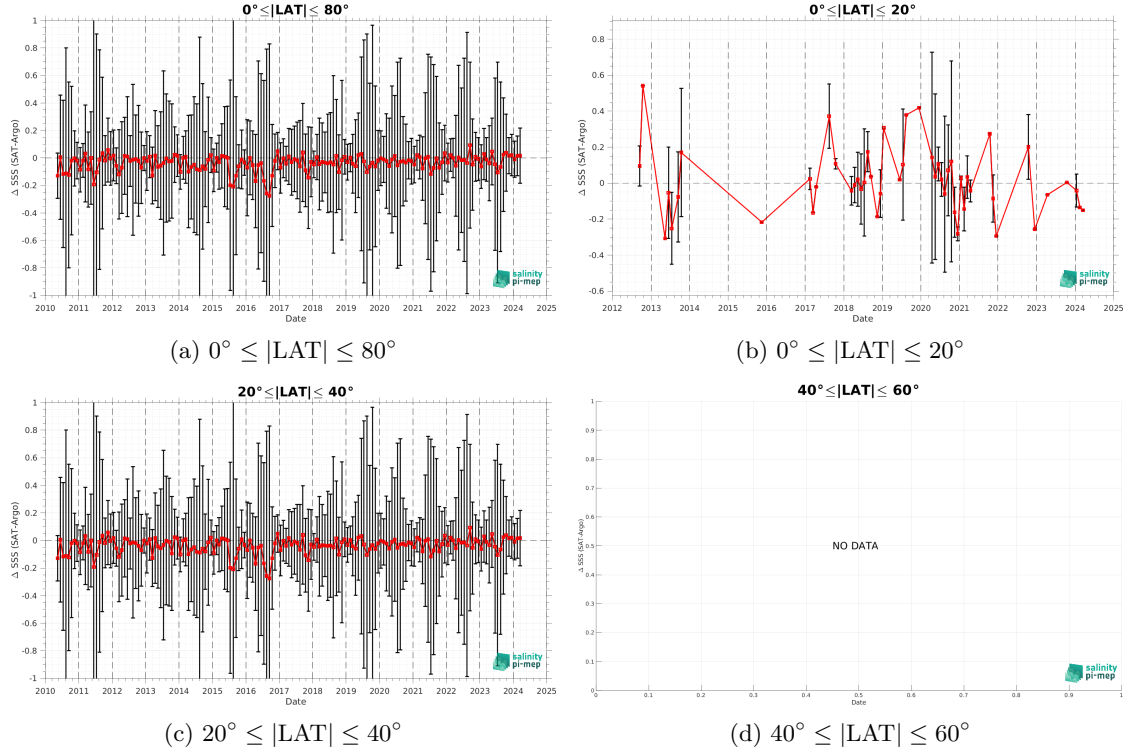 0°≤|LAT|≤ 80°
Δ SSS (SAT-Argo)
1
0.8
0.6
0.4
0.2
0
-0.2
-0.4
-0.6
-0.8
-1
2010 2011 2012 2013 2014 2015 2016 2017 2018 2019 2020 2021 2022 2023 2024 2025
Date
salinity
pi-mep
(a) 0° ≤ |LAT| ≤ 80°
0°≤|LAT|≤ 20°
Δ SSS (SAT-Argo)
0.8
0.6
0.4
0.2
0
-0.2
-0.4
-0.6
2012 2013 2014 2015 2016 2017 2018 2019 2020 2021 2022 2023 2024 2025
Date
salinity
pi-mep
(b) 0° ≤ |LAT| ≤ 20°
20°≤|LAT|≤ 40°
Δ SSS (SAT-Argo)
1
0.8
0.6
0.4
0.2
0
-0.2
-0.4
-0.6
-0.8
-1
2010 2011 2012 2013 2014 2015 2016 2017 2018 2019 2020 2021 2022 2023 2024 2025
Date
salinity
pi-mep
(c) 20° ≤ |LAT| ≤ 40°
40°≤|LAT|≤ 60°
Δ SSS (SAT-Argo)
1
0.9
0.8
0.7
0.6
0.5
0.4
0.3
0.2
0.1
0
NO DATA
0 0.1 0.2 0.3 0.4 0.5 0.6 0.7 0.8 0.9 1
Date
salinity
pi-mep
(d) 40° ≤ |LAT| ≤ 60°